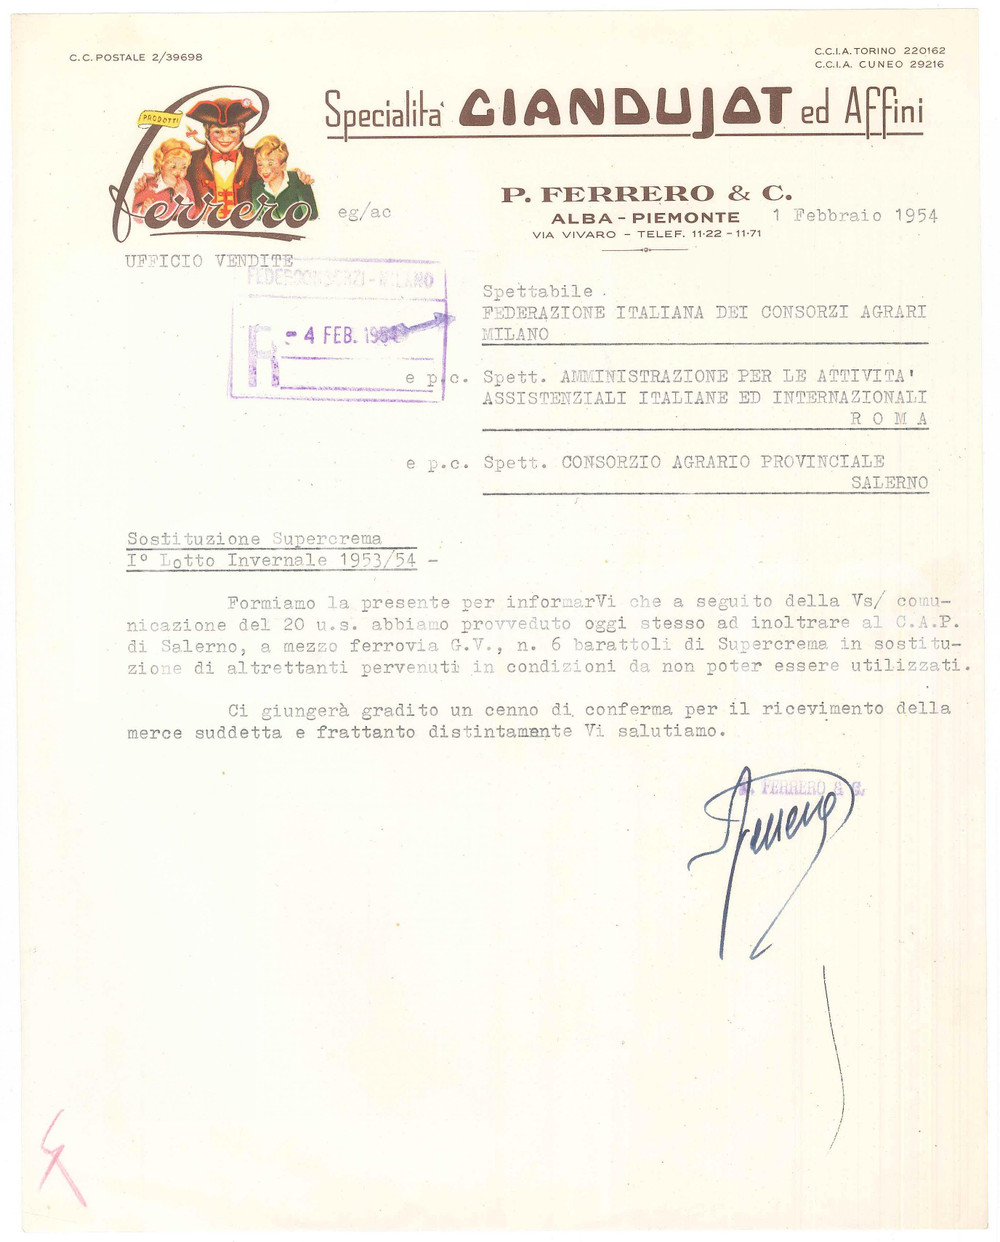 C.C. POSTALE 2/39698
C.C.I.A. TORINO 220162
C.C.I.A. CUNEO 29216
PRODOTTI
Ferrero
Specialità GIANDUJOT ed Affini
P. FERRERO & C.
ALBA - PIEMONTE
VIA VIVARO - TELEF. 11-22 - 11-71
eg/ac
1 Febbraio 1954
UFFICIO VENDITE
FEDERCONSORZI - MILANO
R
- 4 FEB. 1954
Spettabile
FEDERAZIONE ITALIANA DEI CONSORZI AGRARI
MILANO
e p.c. Spett. AMMINISTRAZIONE PER LE ATTIVITA'
ASSISTENZIALI ITALIANE ED INTERNAZIONALI
R O M A
e p.c. Spett. CONSORZIO AGRARIO PROVINCIALE
SALERNO
Sostituzione Supercrema
I° Lotto Invernale 1953/54 -
Formiamo la presente per informarVi che a seguito della Vs/ comu-
nicazione del 20 u.s. abbiamo provveduto oggi stesso ad inoltrare al C.A.P.
di Salerno, a mezzo ferrovia G.V., n. 6 barattoli di Supercrema in sostitu-
zione di altrettanti pervenuti in condizioni da non poter essere utilizzati.
Ci giungerà gradito un cenno di conferma per il ricevimento della
merce suddetta e frattanto distintamente Vi salutiamo.
P. FERRERO & C.
Ferrero